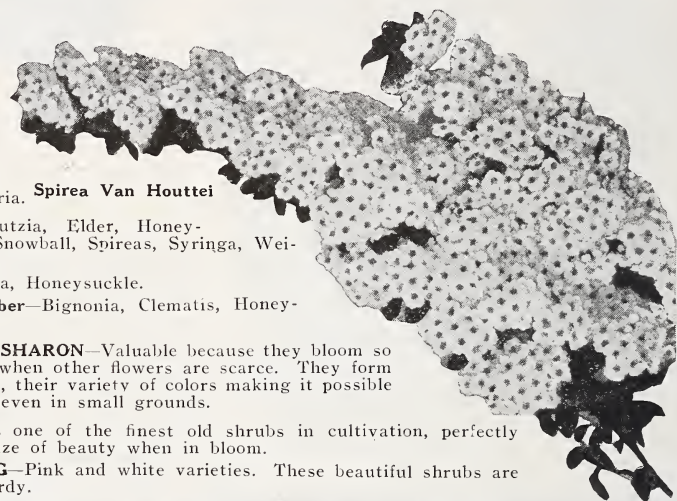 ria. Spirea Van Houttei
utzia, Elder, Honey-
Snowball, Spireas, Syringa, Wei-
a, Honeysuckle.
ber—Bignonia, Clematis, Honey-
SHARON—Valuable because they bloom so
when other flowers are scarce. They form
, their variety of colors making it possible
even in small grounds.
one of the finest old shrubs in cultivation, perfectly
ze of beauty when in bloom.
G—Pink and white varieties. These beautiful shrubs are
rdy.